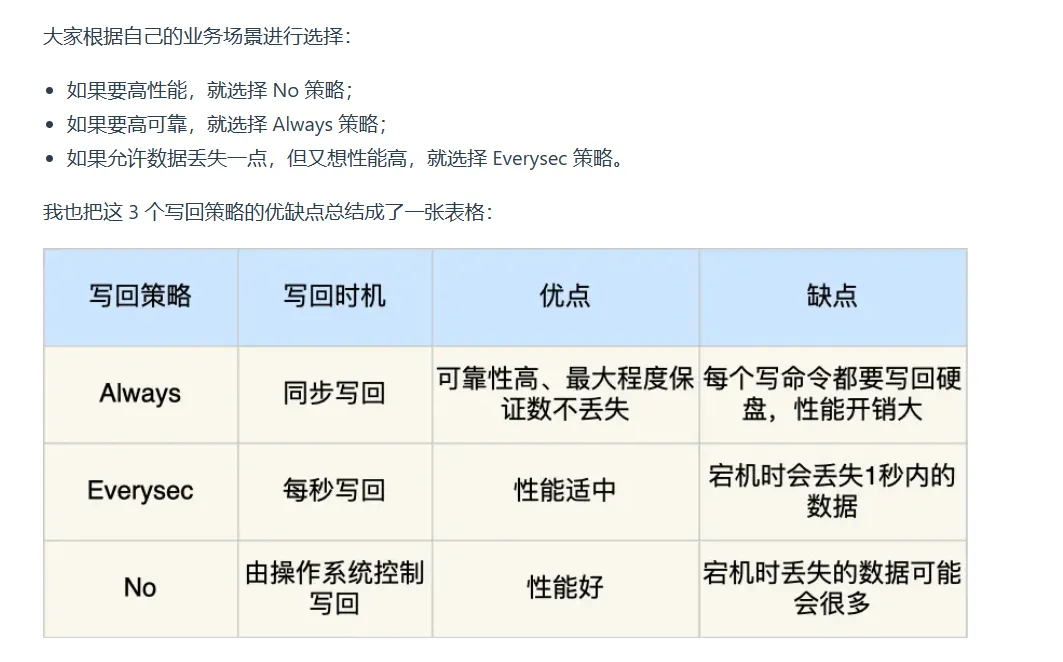 大家根据自己的业务场景进行选择：
• 如果要高性能，就选择 No 策略；
• 如果要高可靠，就选择 Always 策略；
• 如果允许数据丢失一点，但又想性能高，就选择 Everysec 策略。
我也把这 3 个写回策略的优缺点总结成了一张表格：
写回策略 写回时机 优点 缺点
Always 同步写回 可靠性高、最大程度保 每个写命令都要写回硬
证数不丢失 盘，性能开销大
Everysec 每秒写回 性能适中 宕机时会丢失1秒内的
数据
No 由操作系统控制 性能好 宕机时丢失的数据可能
写回 会很多